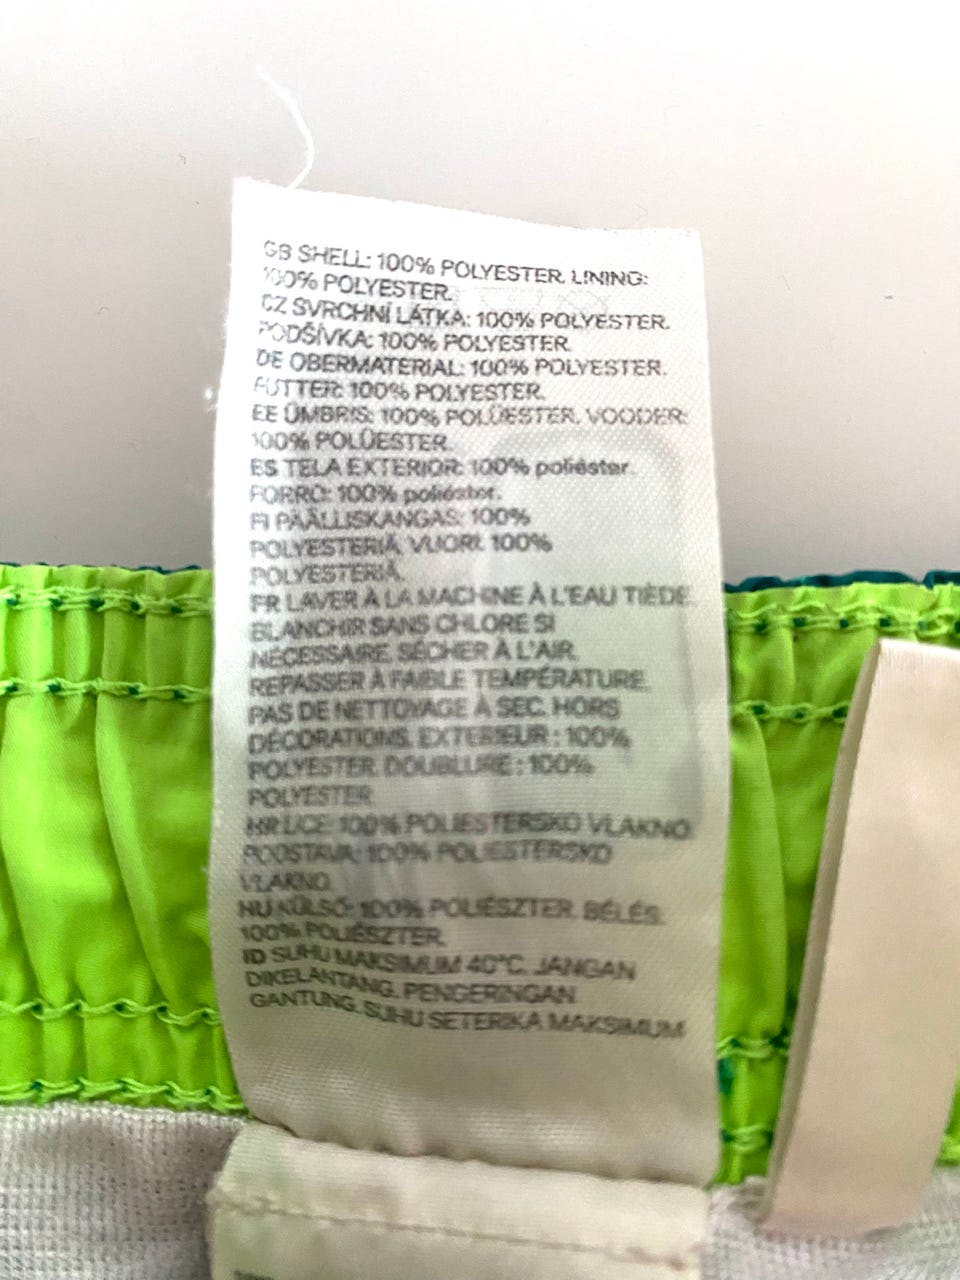 GB SHELL: 100% POLYESTER. LINING:
100% POLYESTER.
CZ SVRCHNÍ LÁTKA: 100% POLYESTER.
PODŠÍVKA: 100% POLYESTER.
DE OBERMATERIAL: 100% POLYESTER.
FUTTER: 100% POLYESTER.
EE ÜMBRIS: 100% POLÜESTER. VOODER:
100% POLÜESTER.
ES TELA EXTERIOR: 100% poliéster.
FORRO: 100% poliéster.
FI PÄÄLLISKANGAS: 100%
POLYESTERIÄ. VUORI: 100%
POLYESTERIÄ.
FR LAVER À LA MACHINE À L'EAU TIÈDE.
BLANCHIR SANS CHLORE SI
NÉCESSAIRE. SÉCHER À L'AIR.
REPASSER À FAIBLE TEMPÉRATURE.
PAS DE NETTOYAGE À SEC. HORS
DÉCORATIONS. EXTERIEUR : 100%
POLYESTER. DOUBLURE : 100%
POLYESTER
HR LICE: 100% POLIESTERSKO VLAKNO.
PODSTAVA: 100% POLIESTERSKO
VLAKNO.
HU KÜLSŐ: 100% POLIÉSZTER. BÉLÉS:
100% POLIÉSZTER.
ID SUHU MAKSIMUM 40°C. JANGAN
DIKELANTANG. PENGERINGAN
GANTUNG. SUHU SETERIKA MAKSIMUM